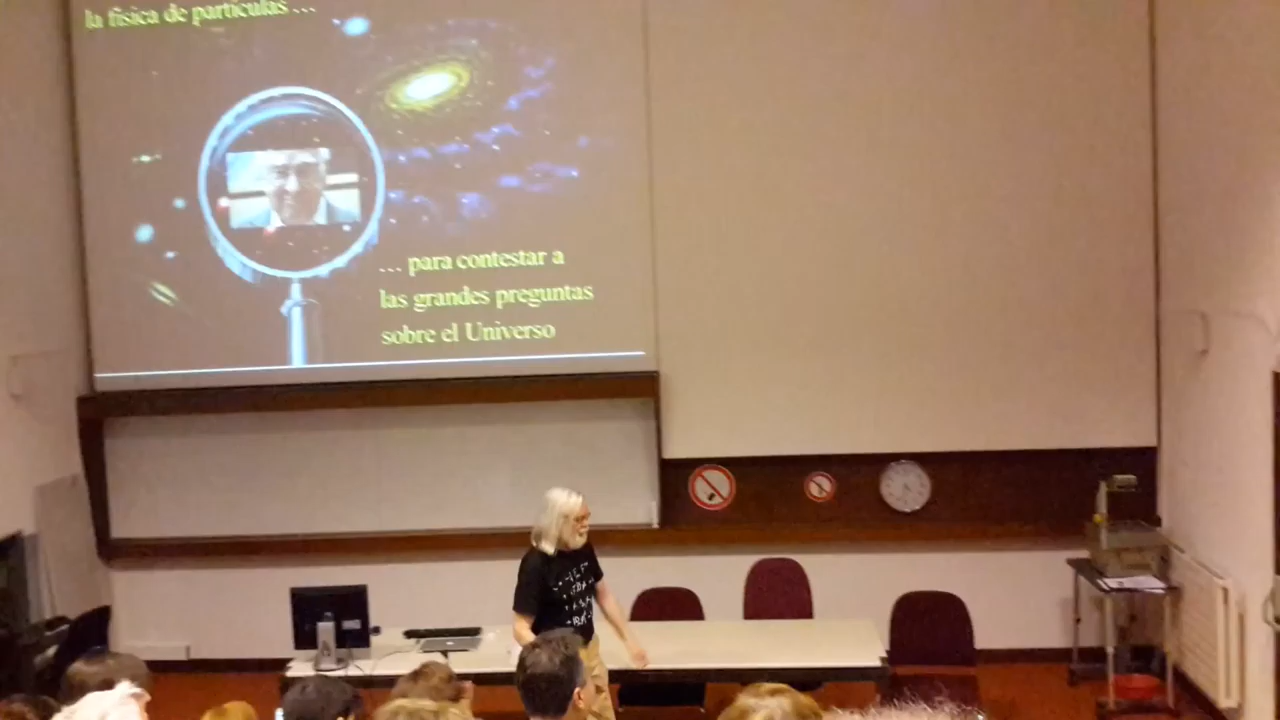 la física de partículas ...
... para contestar a
las grandes preguntas
sobre el Universo